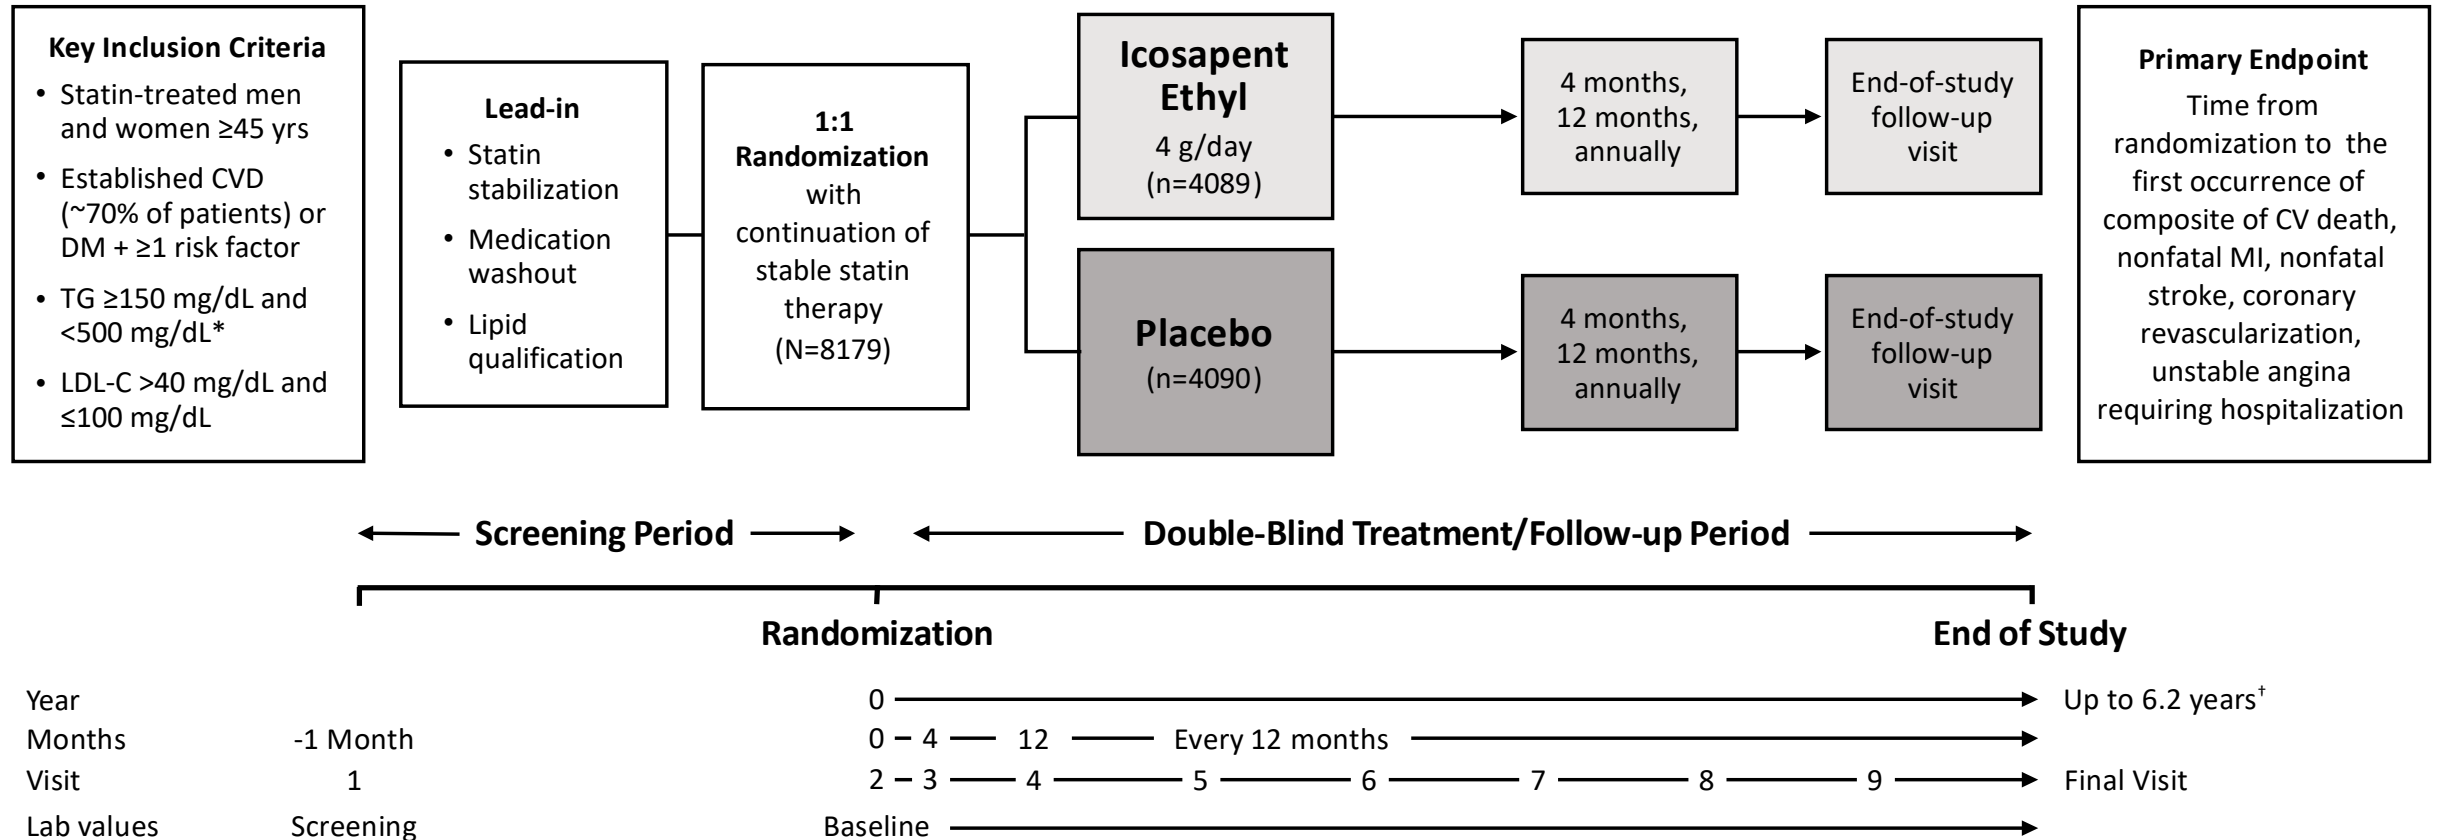 Key Inclusion Criteria
• Statin-treated men
and women ≥45 yrs
• Established CVD
(~70% of patients) or
DM + ≥1 risk factor
• TG ≥150 mg/dL and
<500 mg/dL*
• LDL-C >40 mg/dL and
≤100 mg/dL
Lead-in
• Statin
stabilization
• Medication
washout
• Lipid
qualification
1:1
Randomization
with
continuation of
stable statin
therapy
(N=8179)
Icosapent
Ethyl
4 g/day
(n=4089)
4 months,
12 months,
annually
End-of-study
follow-up
visit
Placebo
(n=4090)
4 months,
12 months,
annually
End-of-study
follow-up
visit
Primary Endpoint
Time from
randomization to the
first occurrence of
composite of CV death,
nonfatal MI, nonfatal
stroke, coronary
revascularization,
unstable angina
requiring hospitalization
Screening Period
Double-Blind Treatment/Follow-up Period
Randomization
End of Study
Year 0 Up to 6.2 years†
Months -1 Month 0 4 12 Every 12 months
Visit 1 2 3 4 5 6 7 8 9 Final Visit
Lab values Screening Baseline